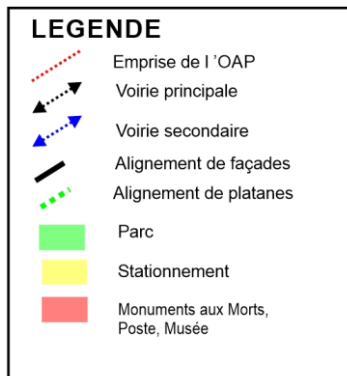 LEGENDE
Emprise de l 'OAP
Voirie principale
Voirie secondaire
Alignement de façades
Alignement de platanes
Parc
Stationnement
Monuments aux Morts,
Poste, Musée